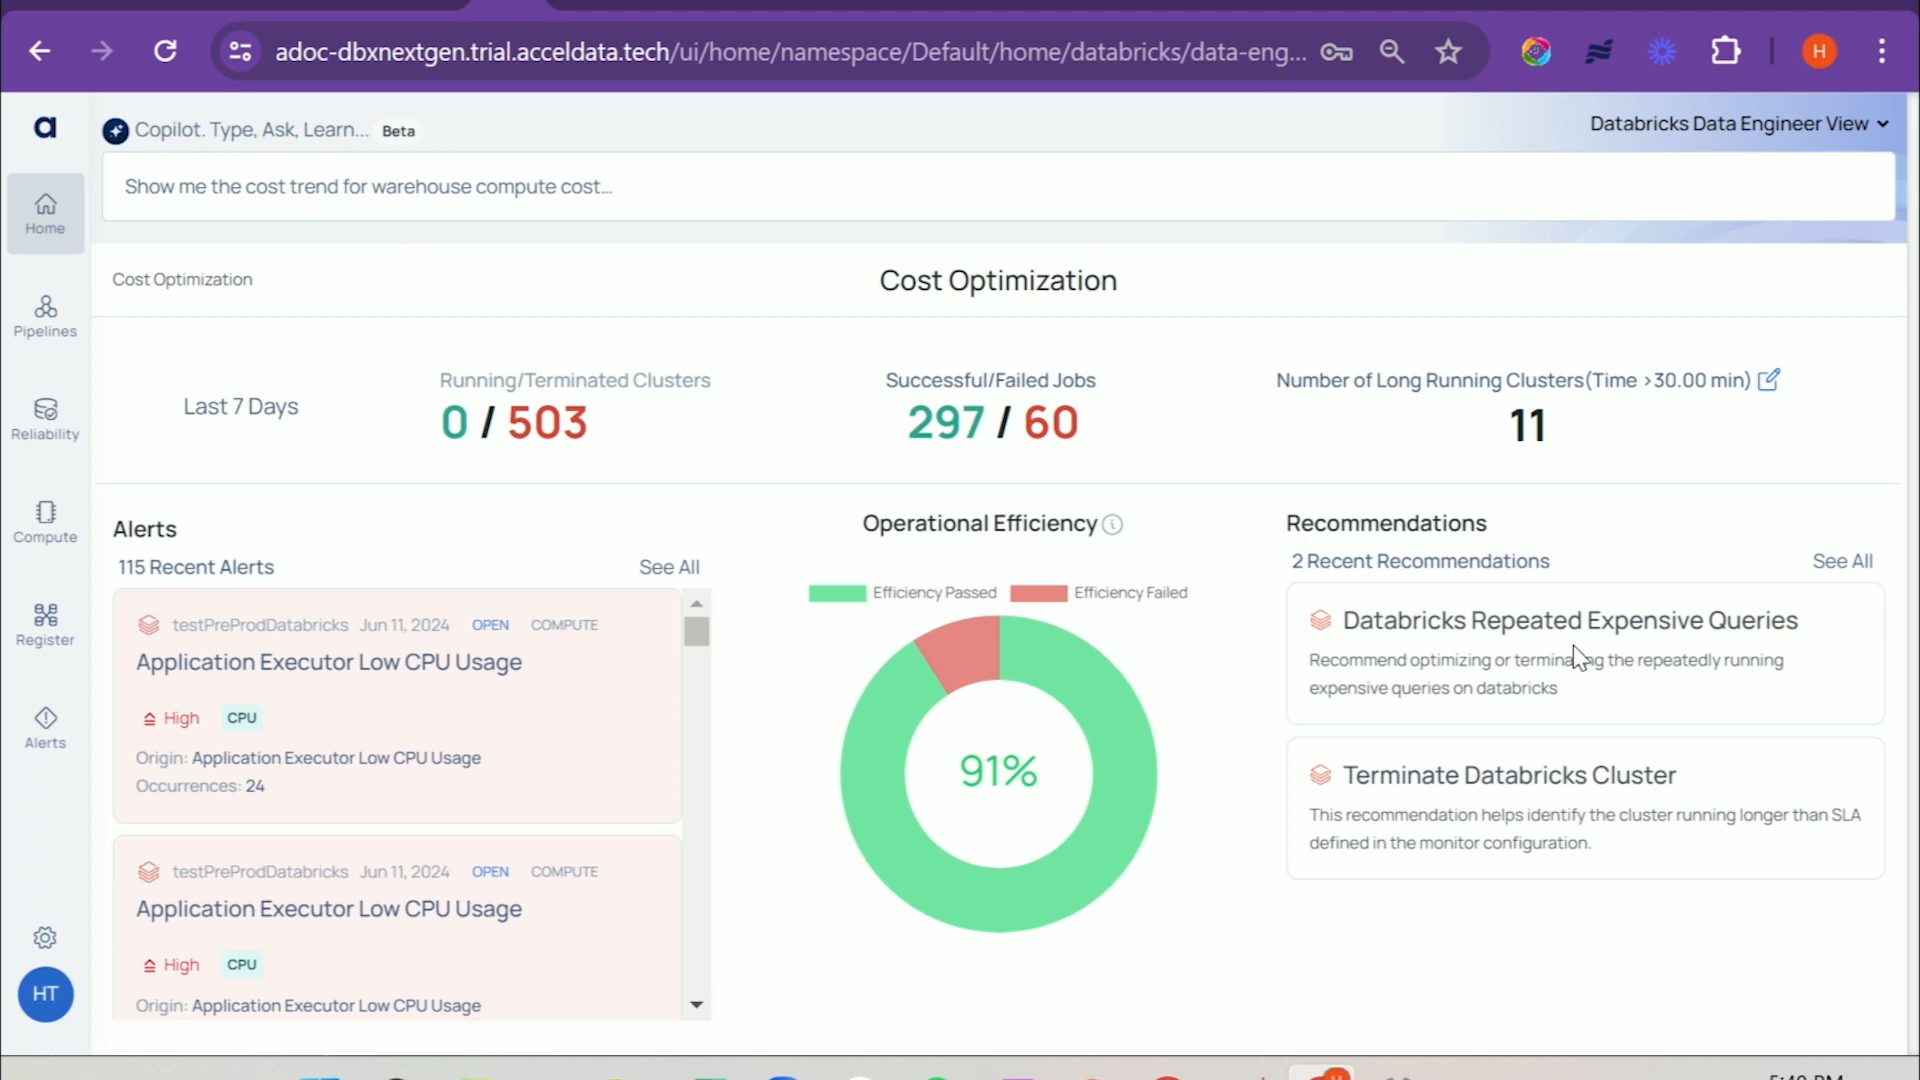 adoc-dbxnextgen.trial.acceldata.tech/ui/home/namespace/Default/home/databricks/data-eng...
H
a
Copilot. Type, Ask, Learn... Beta
Databricks Data Engineer View
Show me the cost trend for warehouse compute cost...
Home
Pipelines
Reliability
Compute
Register
Alerts
HT
Cost Optimization
Cost Optimization
Last 7 Days
Running/Terminated Clusters
0 / 503
Successful/Failed Jobs
297 / 60
Number of Long Running Clusters(Time >30.00 min)
11
Alerts
115 Recent Alerts
See All
testPreProdDatabricks Jun 11, 2024 OPEN COMPUTE
Application Executor Low CPU Usage
High CPU
Origin: Application Executor Low CPU Usage
Occurrences: 24
testPreProdDatabricks Jun 11, 2024 OPEN COMPUTE
Application Executor Low CPU Usage
High CPU
Origin: Application Executor Low CPU Usage
Operational Efficiency
Efficiency Passed Efficiency Failed
91%
Recommendations
2 Recent Recommendations
See All
Databricks Repeated Expensive Queries
Recommend optimizing or terminating the repeatedly running
expensive queries on databricks
Terminate Databricks Cluster
This recommendation helps identify the cluster running longer than SLA
defined in the monitor configuration.